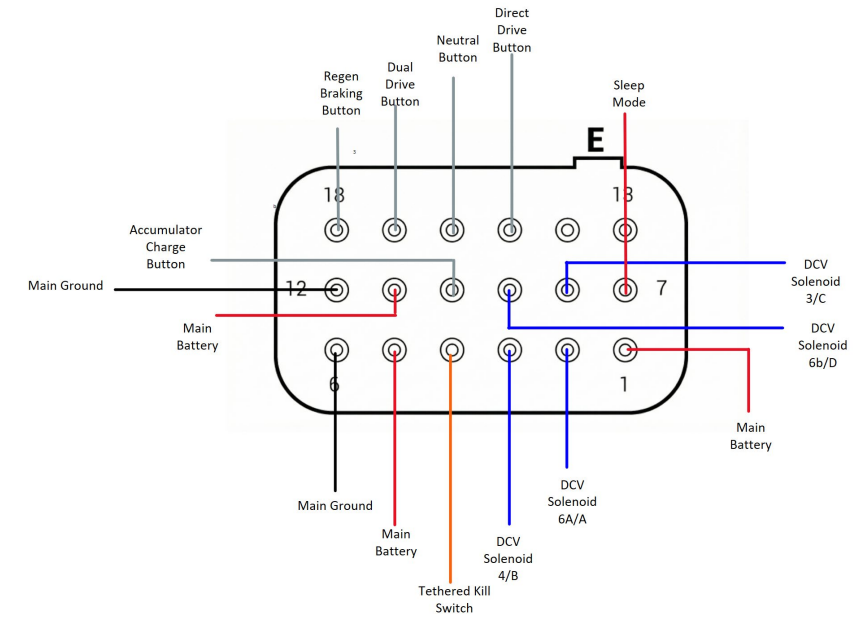 Direct
Drive
Button
Neutral
Button
Dual
Drive
Button
Regen
Braking
Button
Sleep
Mode
E
18
13
Accumulator
Charge
Button
Main Ground
12
7
DCV
Solenoid
3/C
Main
Battery
DCV
Solenoid
6b/D
6
1
Main
Battery
Main Ground
DCV
Solenoid
6A/A
Main
Battery
DCV
Solenoid
4/B
Tethered Kill
Switch